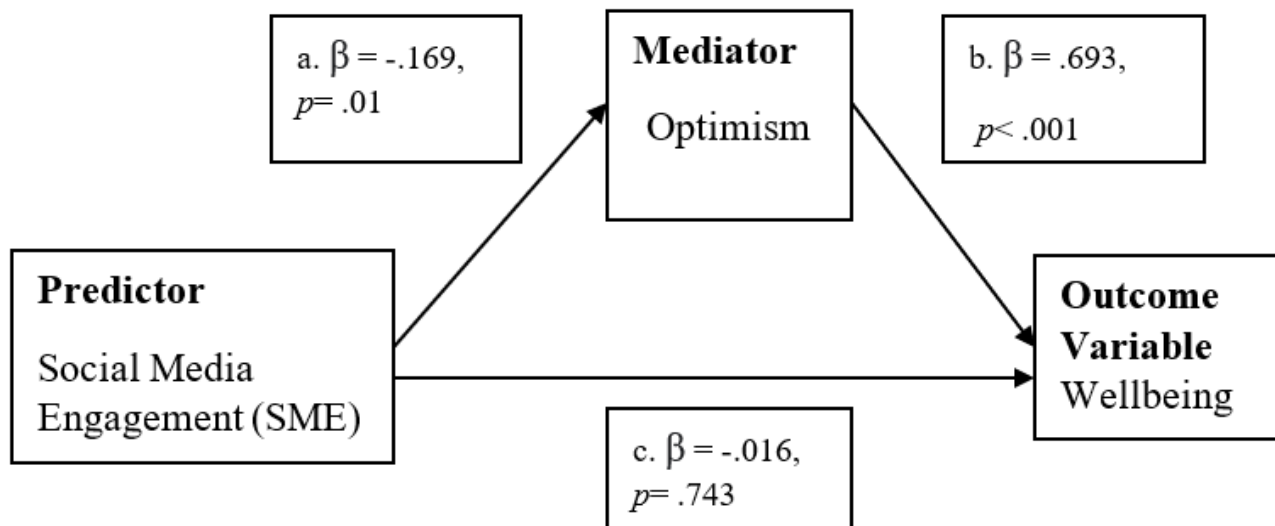 a. β = -.169,
p= .01
Mediator
Optimism
b. β = .693,
p< .001
Predictor
Social Media
Engagement (SME)
Outcome
Variable
Wellbeing
c. β = -.016,
p= .743